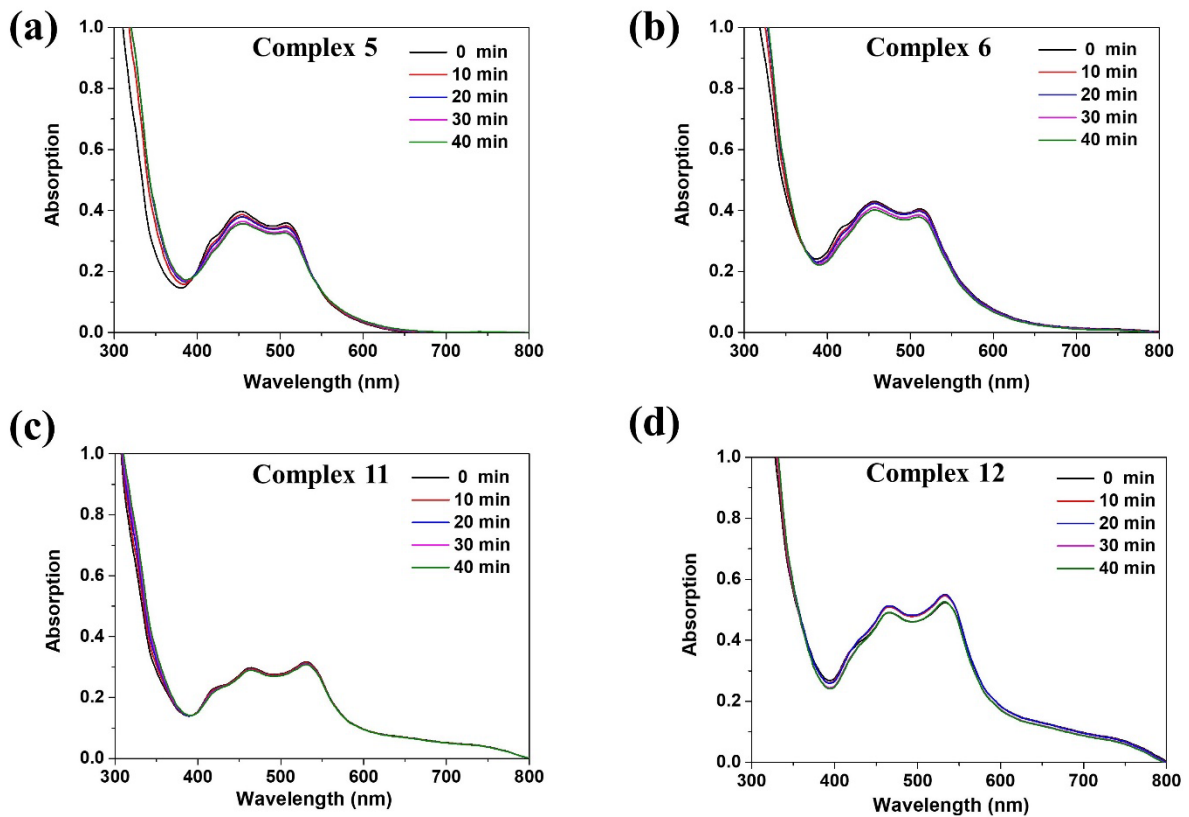 (a)
Complex 5
0 min
10 min
20 min
30 min
40 min
1.0
0.8
0.6
0.4
0.2
0.0
Absorption
300 400 500 600 700 800
Wavelength (nm)
(b)
Complex 6
0 min
10 min
20 min
30 min
40 min
1.0
0.8
0.6
0.4
0.2
0.0
Absorption
300 400 500 600 700 800
Wavelength (nm)
(c)
Complex 11
0 min
10 min
20 min
30 min
40 min
1.0
0.8
0.6
0.4
0.2
0.0
Absorption
300 400 500 600 700 800
Wavelength (nm)
(d)
Complex 12
0 min
10 min
20 min
30 min
40 min
1.0
0.8
0.6
0.4
0.2
0.0
Absorption
300 400 500 600 700 800
Wavelength (nm)